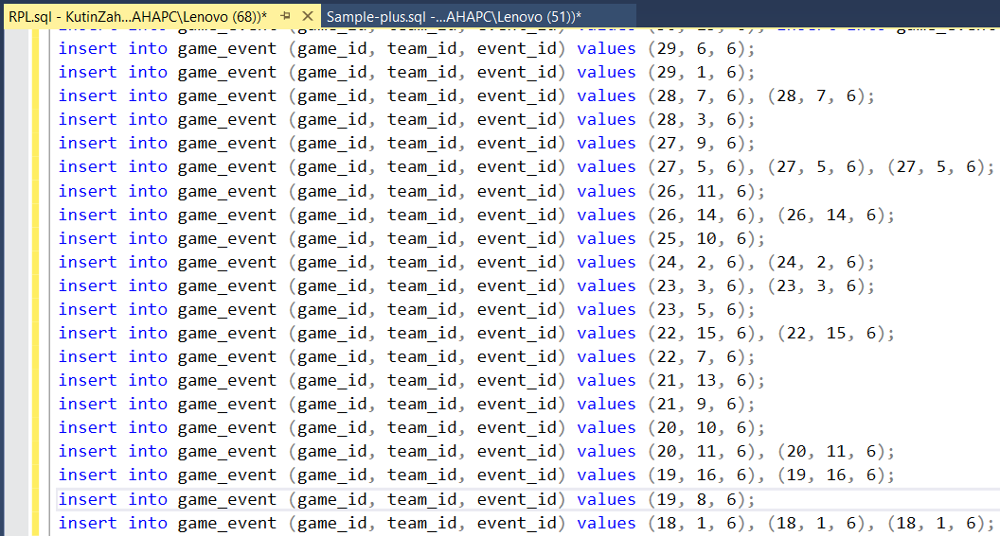 RPL.sql - KutinZah...AHAPC\Lenovo (68))* Sample-plus.sql -...AHAPC\Lenovo (51))*
insert into game_event (game_id, team_id, event_id) values (29, 6, 6);
insert into game_event (game_id, team_id, event_id) values (29, 1, 6);
insert into game_event (game_id, team_id, event_id) values (28, 7, 6), (28, 7, 6);
insert into game_event (game_id, team_id, event_id) values (28, 3, 6);
insert into game_event (game_id, team_id, event_id) values (27, 9, 6);
insert into game_event (game_id, team_id, event_id) values (27, 5, 6), (27, 5, 6), (27, 5, 6);
insert into game_event (game_id, team_id, event_id) values (26, 11, 6);
insert into game_event (game_id, team_id, event_id) values (26, 14, 6), (26, 14, 6);
insert into game_event (game_id, team_id, event_id) values (25, 10, 6);
insert into game_event (game_id, team_id, event_id) values (24, 2, 6), (24, 2, 6);
insert into game_event (game_id, team_id, event_id) values (23, 3, 6), (23, 3, 6);
insert into game_event (game_id, team_id, event_id) values (23, 5, 6);
insert into game_event (game_id, team_id, event_id) values (22, 15, 6), (22, 15, 6);
insert into game_event (game_id, team_id, event_id) values (22, 7, 6);
insert into game_event (game_id, team_id, event_id) values (21, 13, 6);
insert into game_event (game_id, team_id, event_id) values (21, 9, 6);
insert into game_event (game_id, team_id, event_id) values (20, 10, 6);
insert into game_event (game_id, team_id, event_id) values (20, 11, 6), (20, 11, 6);
insert into game_event (game_id, team_id, event_id) values (19, 16, 6), (19, 16, 6);
insert into game_event (game_id, team_id, event_id) values (19, 8, 6);
insert into game_event (game_id, team_id, event_id) values (18, 1, 6), (18, 1, 6), (18, 1, 6);